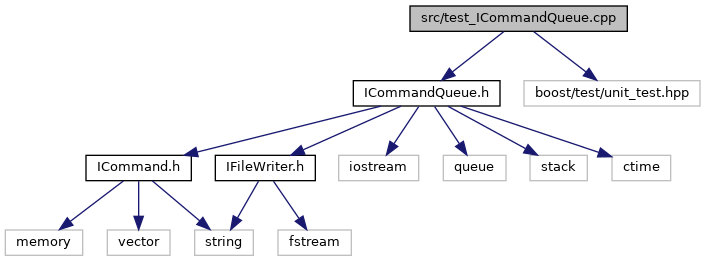 src/test_ICommandQueue.cpp
ICommandQueue.h
boost/test/unit_test.hpp
ICommand.h
IFileWriter.h
iostream
queue
stack
ctime
memory
vector
string
fstream